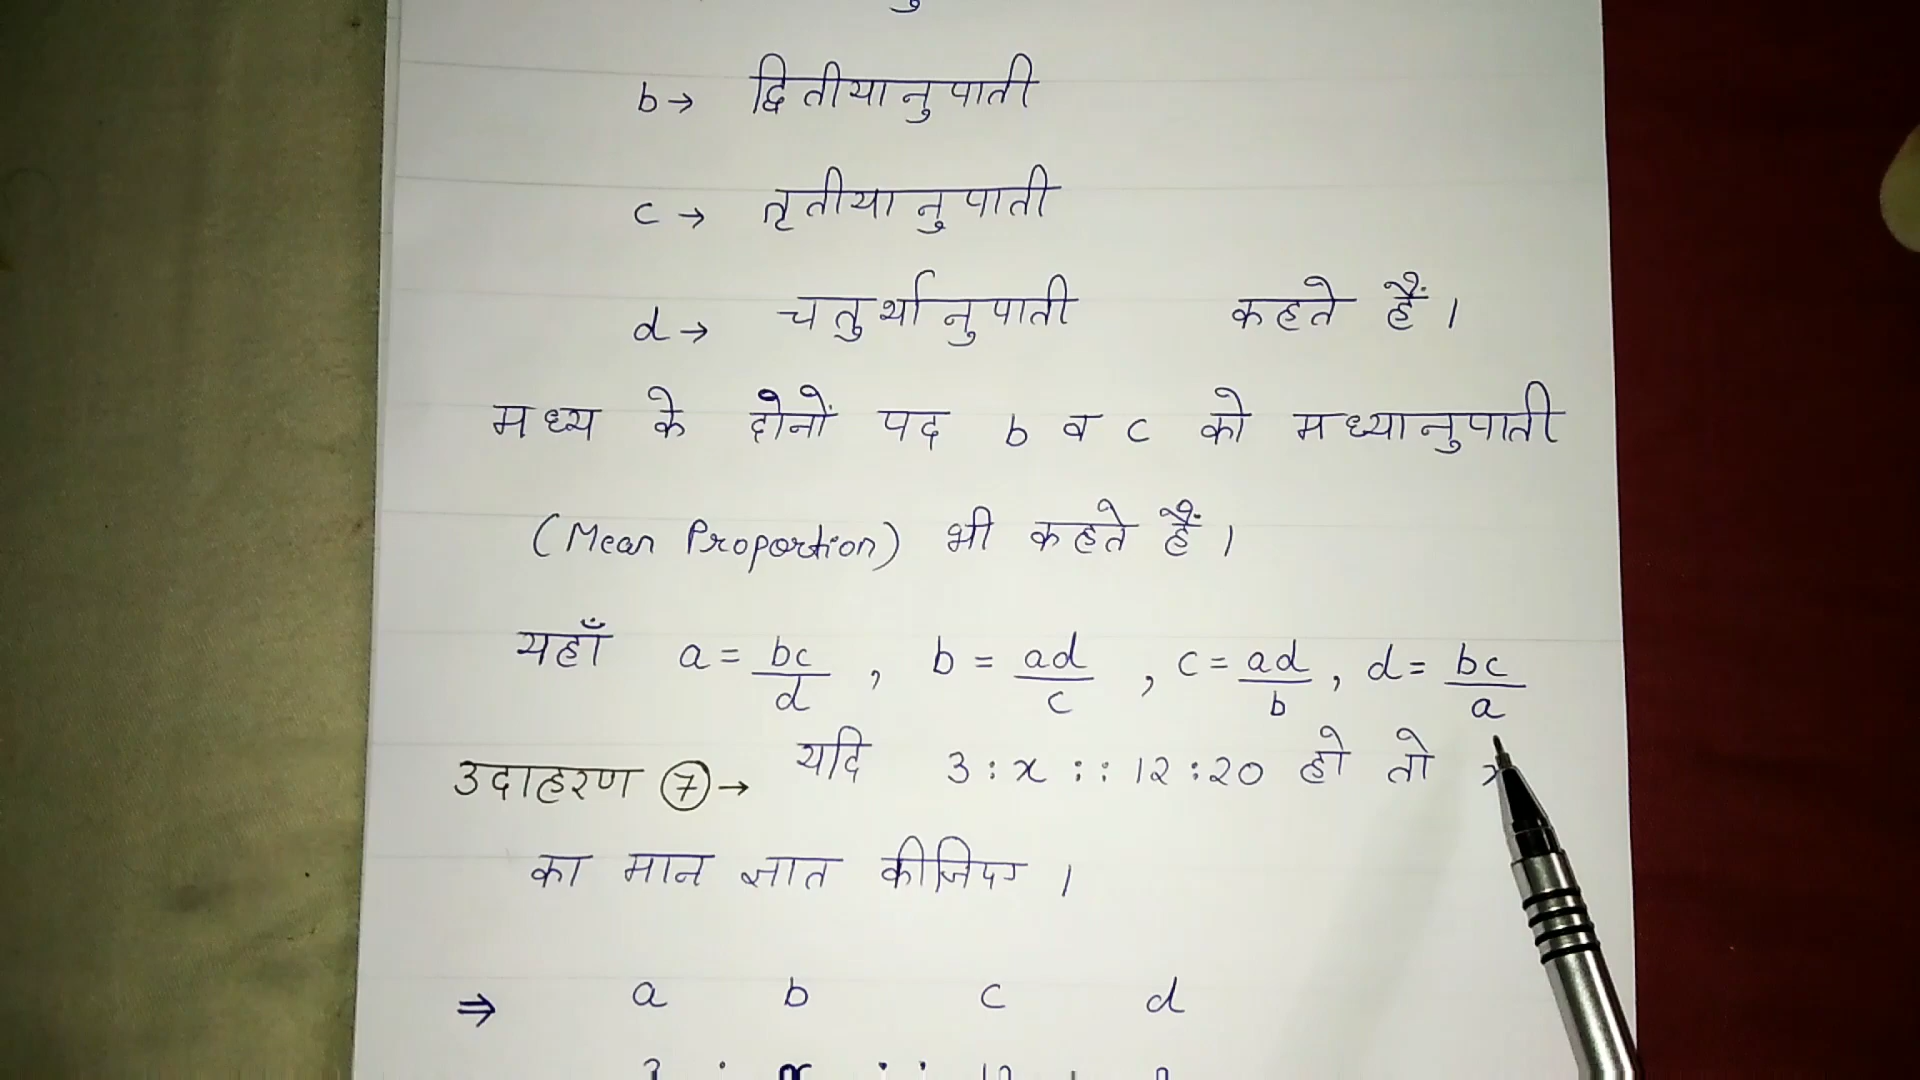 b → द्वितीयानुपाती
c → तृतीयानुपाती
d → चतुर्थानुपाती कहते हैं।
मध्य के दोनों पद b व c को मध्यानुपाती
(Mean Proportion) भी कहते हैं।
यहाँ a = bc/d , b = ad/c , c = ad/b , d = bc/a
उदाहरण ⑦ → यदि 3 : x : : 12 : 20 हो तो x
का मान ज्ञात कीजिए।
⇒ a b c d